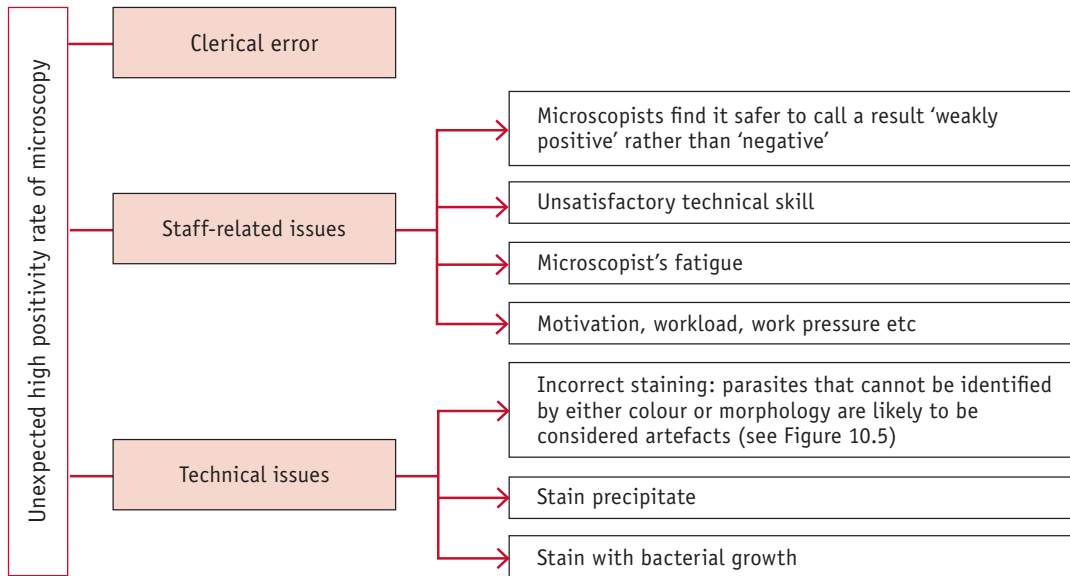 Unexpected high positivity rate of microscopy
Clerical error
Staff-related issues
Microscopists find it safer to call a result ‘weakly
positive’ rather than ‘negative’
Unsatisfactory technical skill
Microscopist’s fatigue
Motivation, workload, work pressure etc
Technical issues
Incorrect staining: parasites that cannot be identified
by either colour or morphology are likely to be
considered artefacts (see Figure 10.5)
Stain precipitate
Stain with bacterial growth